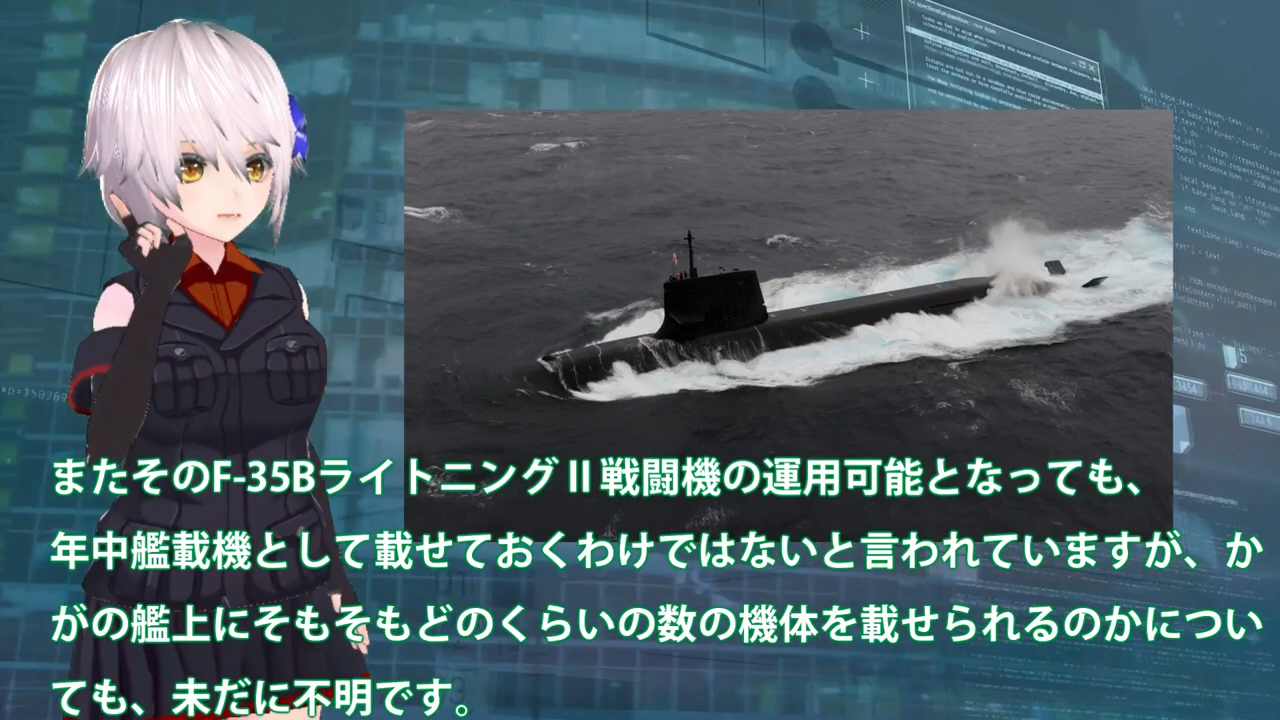 またそのF-35BライトニングⅡ戦闘機の運用可能となっても、
年中艦載機として載せておくわけではないと言われていますが、か
がの艦上にそもそもどのくらいの数の機体を載せられるのかについ
ても、未だに不明です。